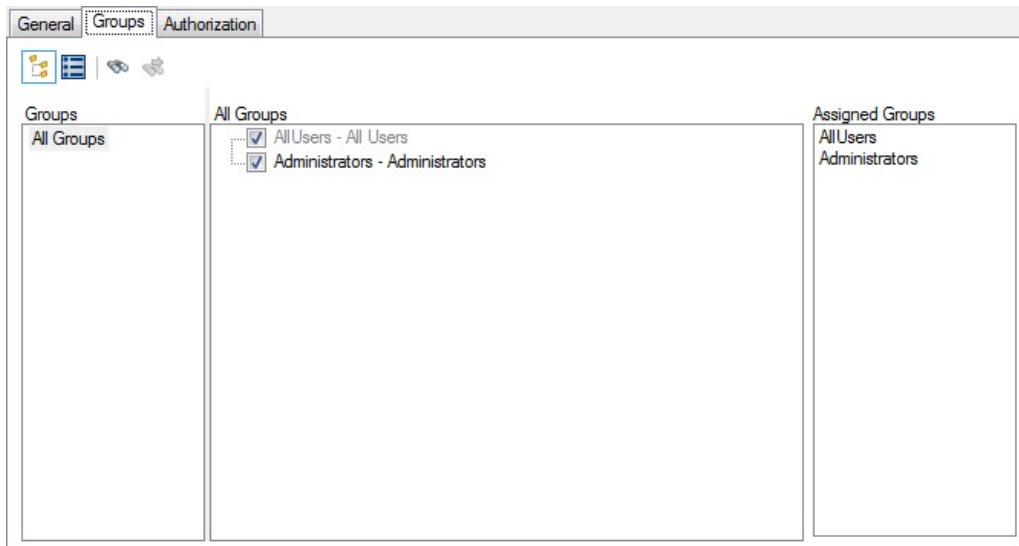 General Groups Authorization
Groups
All Groups
All Groups
AllUsers - All Users
Administrators - Administrators
Assigned Groups
AllUsers
Administrators